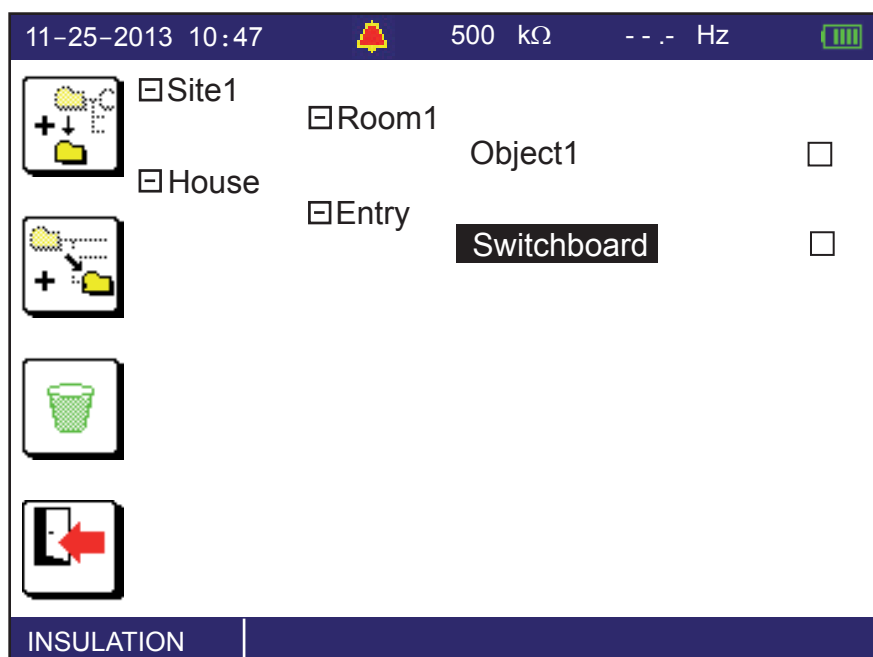 11-25-2013 10:47 500 kΩ - - .- Hz
Site1
Room1
Object1
House
Entry
Switchboard
INSULATION